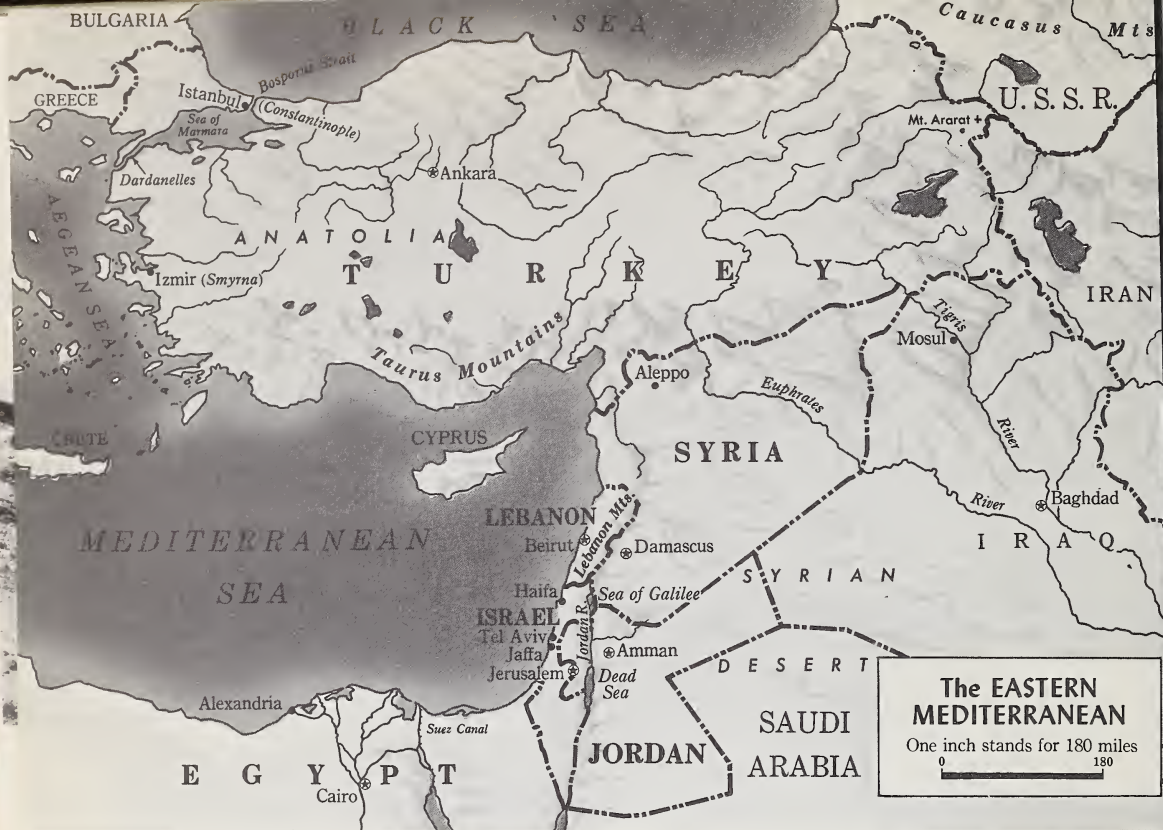 BULGARIA
BLACK SEA
Caucasus Mts
GREECE
Istanbul
Bosporus Strait
(Constantinople)
Sea of
Marmara
U. S. S. R.
Mt. Ararat +
Dardanelles
Ankara
AEGEAN SEA
ANATOLIA
Izmir (Smyrna)
TURKEY
IRAN
Taurus Mountains
Tigris
Mosul
Aleppo
Euphrates
CRETE
CYPRUS
SYRIA
River
Baghdad
River
LEBANON
Lebanon Mts.
Beirut
Damascus
IRAQ
MEDITERRANEAN
SEA
Haifa
Sea of Galilee
SYRIAN
ISRAEL
Tel Aviv
Jordan R.
Jaffa
Amman
Jerusalem
Dead
Sea
DESERT
Alexandria
Suez Canal
SAUDI
ARABIA
JORDAN
EGYPT
Cairo
The EASTERN
MEDITERRANEAN
One inch stands for 180 miles
0 180